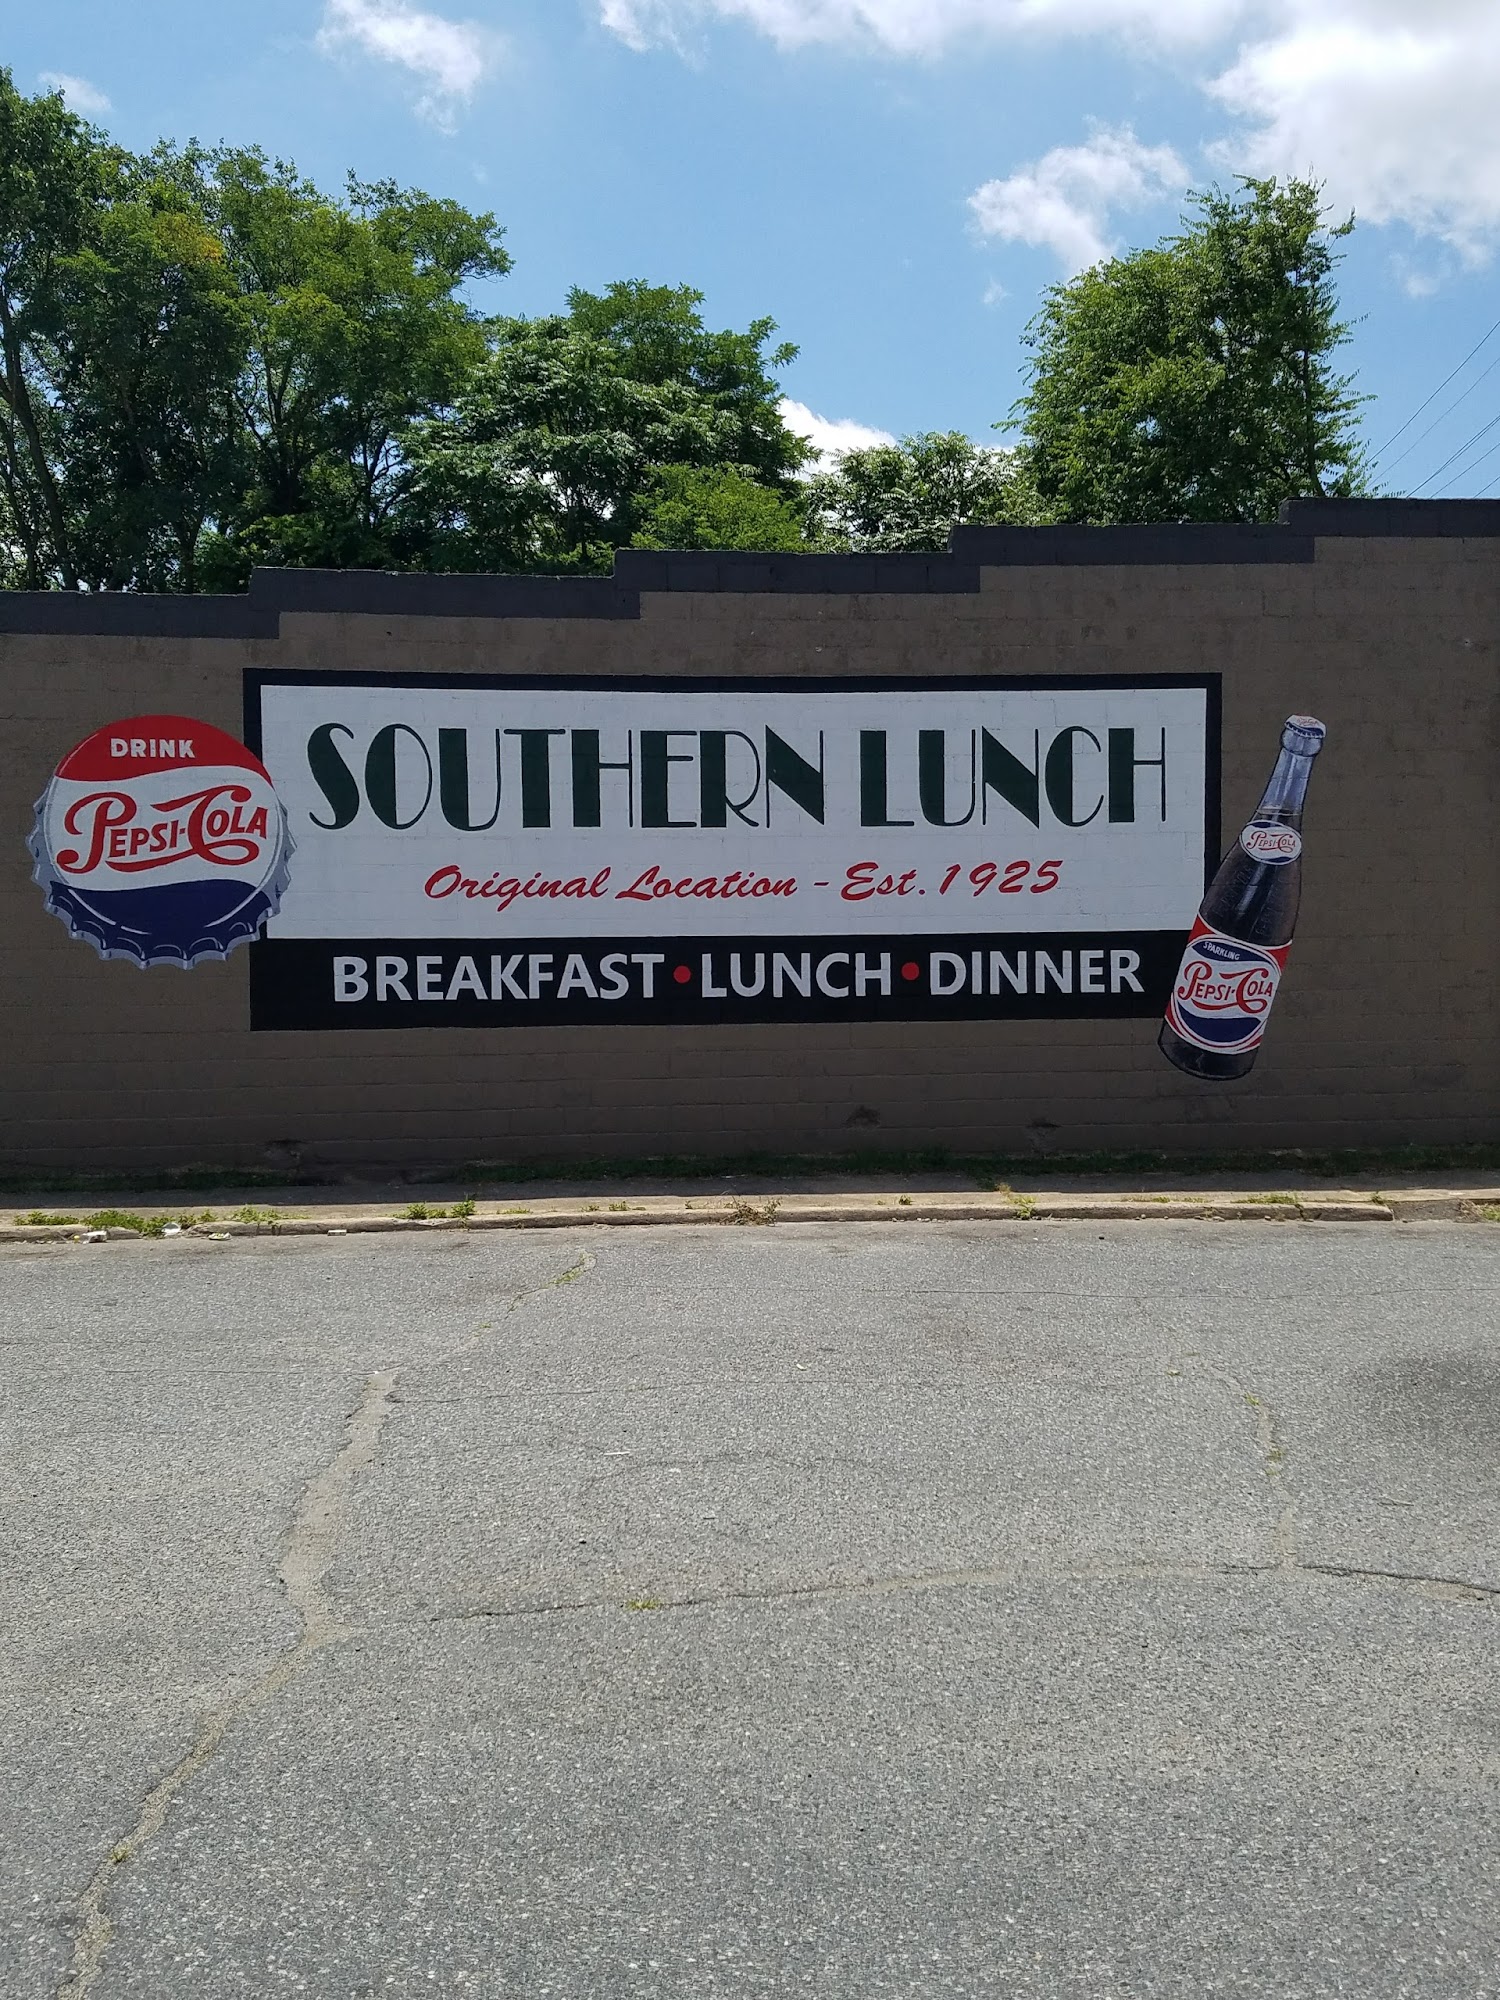 DRINK
PEPSI-COLA
SOUTHERN LUNCH
Original Location - Est. 1925
BREAKFAST • LUNCH • DINNER
PEPSI-COLA
SPARKLING
PEPSI-COLA